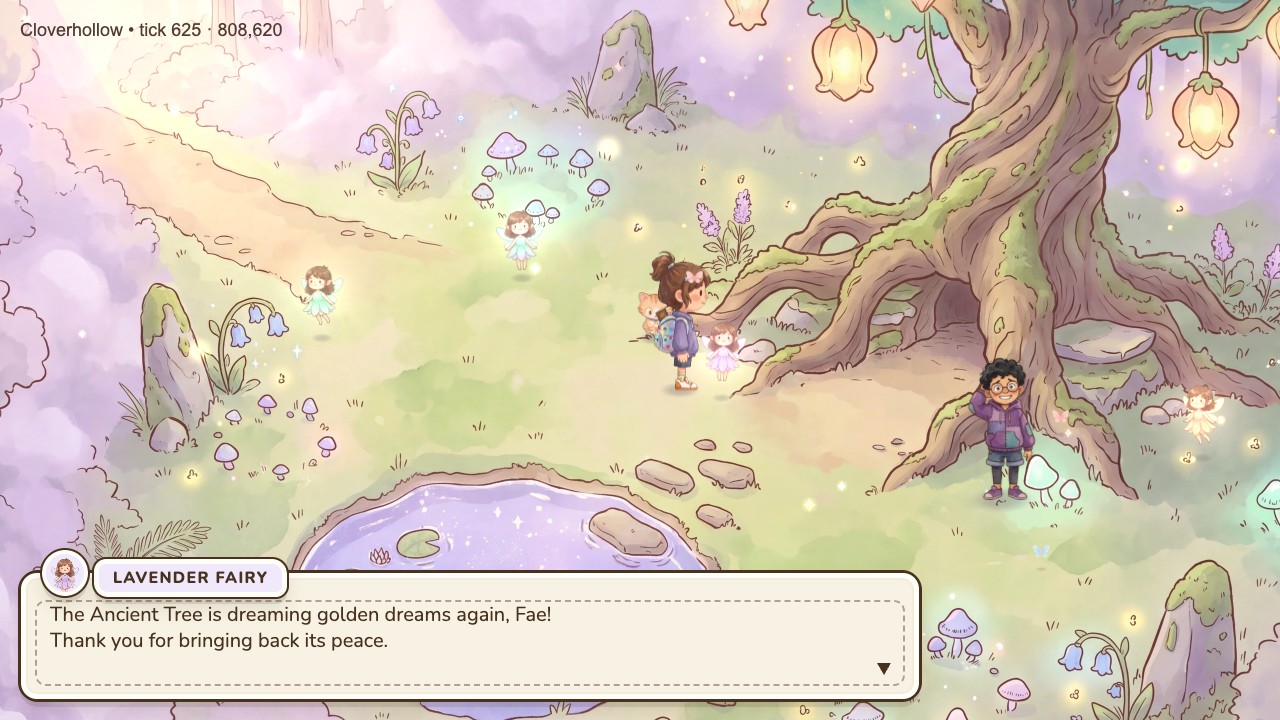 Cloverhollow • tick 625 · 808,620
LAVENDER FAIRY
The Ancient Tree is dreaming golden dreams again, Fae!
Thank you for bringing back its peace.